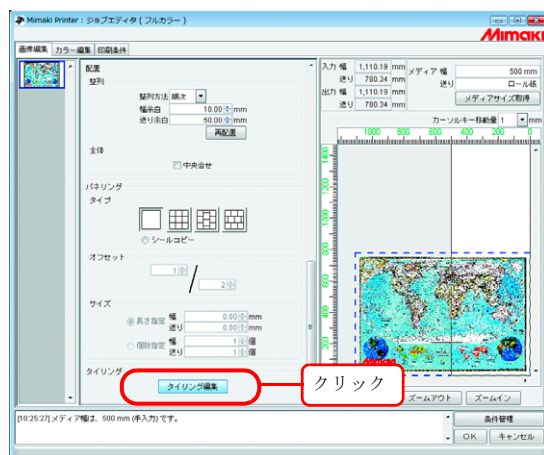 Mimaki Printer : ジョブエディタ ( フルカラー )
Mimaki
画像編集 カラー編集 印刷条件
配置
整列
整列方法 順次
幅余白 10.00 mm
送り余白 50.00 mm
再配置
全体
中央合せ
パネリング
タイプ
シールコピー
オフセット
1 / 2
サイズ
長さ指定 幅 0.00 mm
送り 0.00 mm
個数指定 幅 1 個
送り 1 個
タイリング
タイリング編集
クリック
入力 幅 1,110.19 mm
送り 780.34 mm
出力 幅 1,110.19 mm
送り 780.34 mm
メディア 幅 500 mm
送り ロール紙
メディアサイズ取得
カーソルキー移動量 1 mm
1000 800 600 400 200 0
1400
1200
1000
800
600
400
200
Mimaki
ズームアウト ズームイン
[10:25:27] メディア幅は、500 mm (手入力) です。
条件管理
OK キャンセル